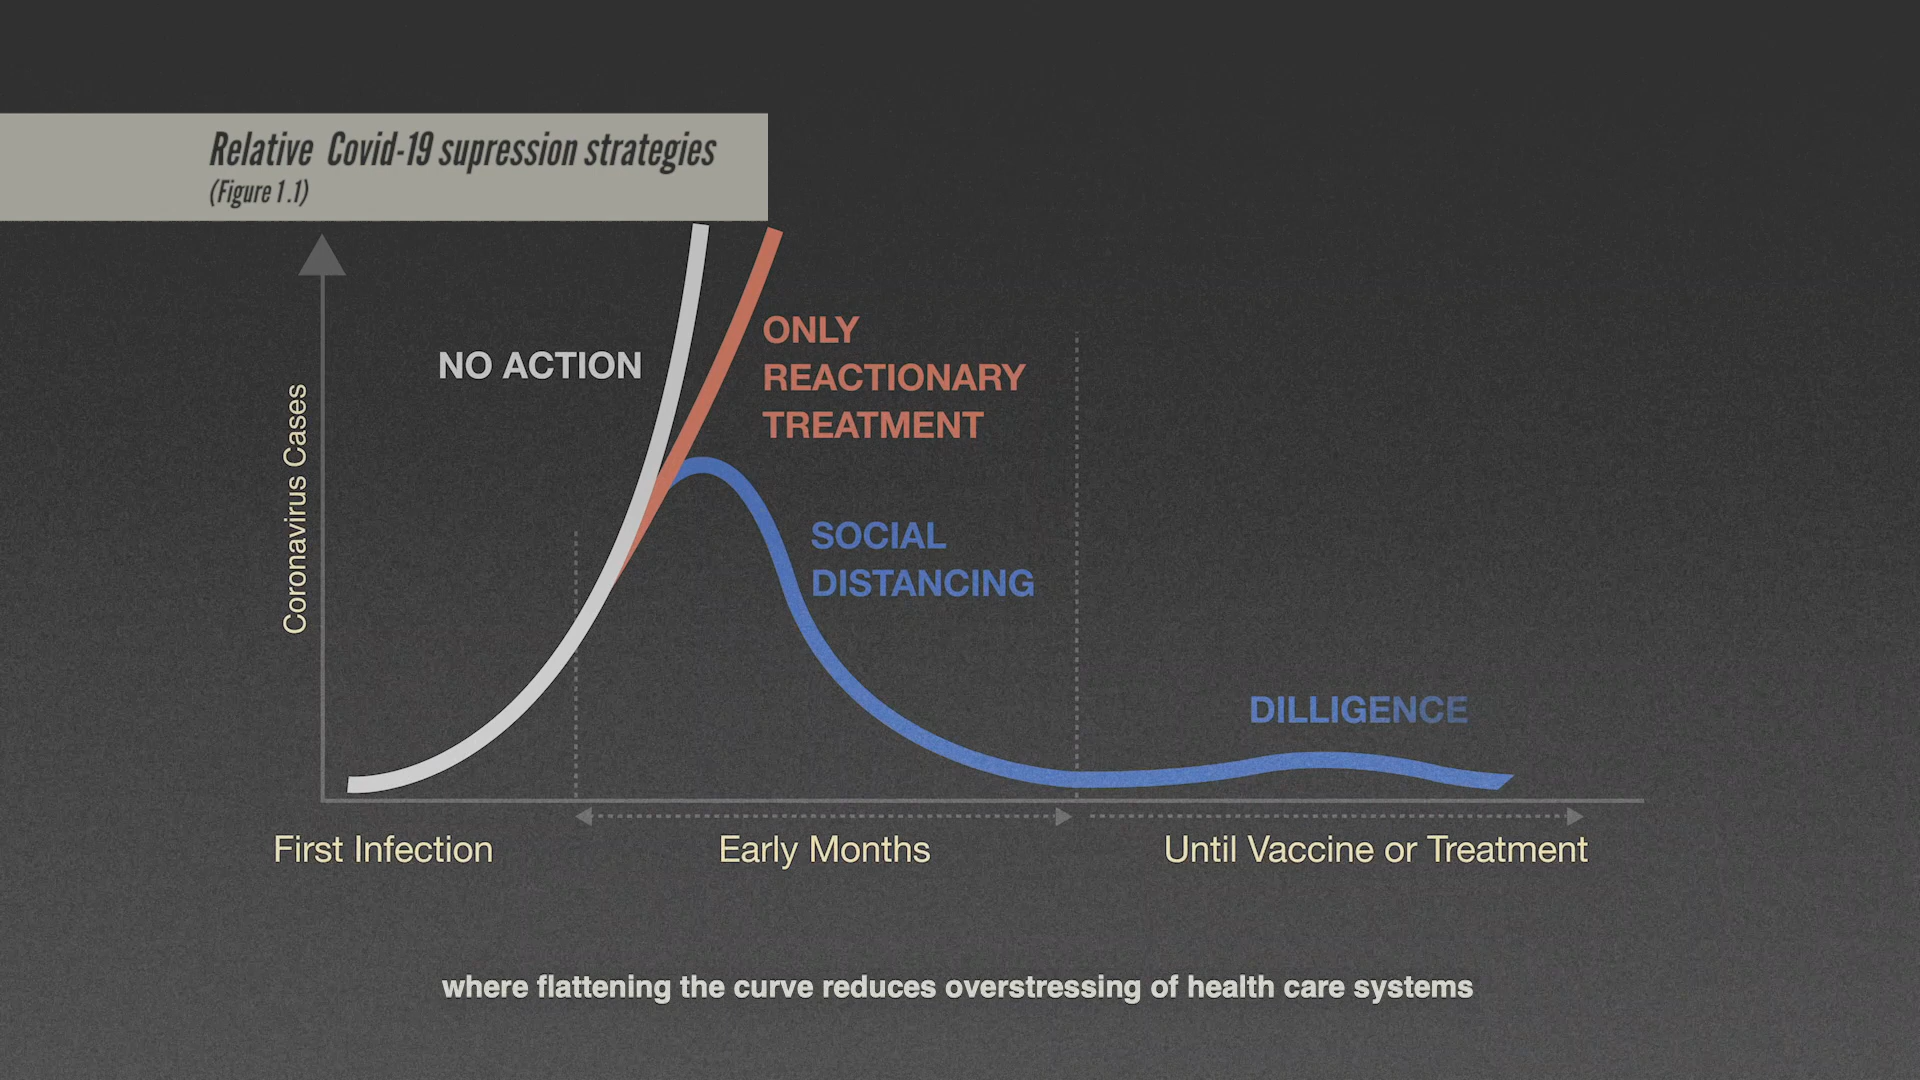 Relative Covid-19 supression strategies
(Figure 1.1)
NO ACTION
ONLY
REACTIONARY
TREATMENT
Coronavirus Cases
SOCIAL
DISTANCING
DILLIGENCE
First Infection
Early Months
Until Vaccine or Treatment
where flattening the curve reduces overstressing of health care systems